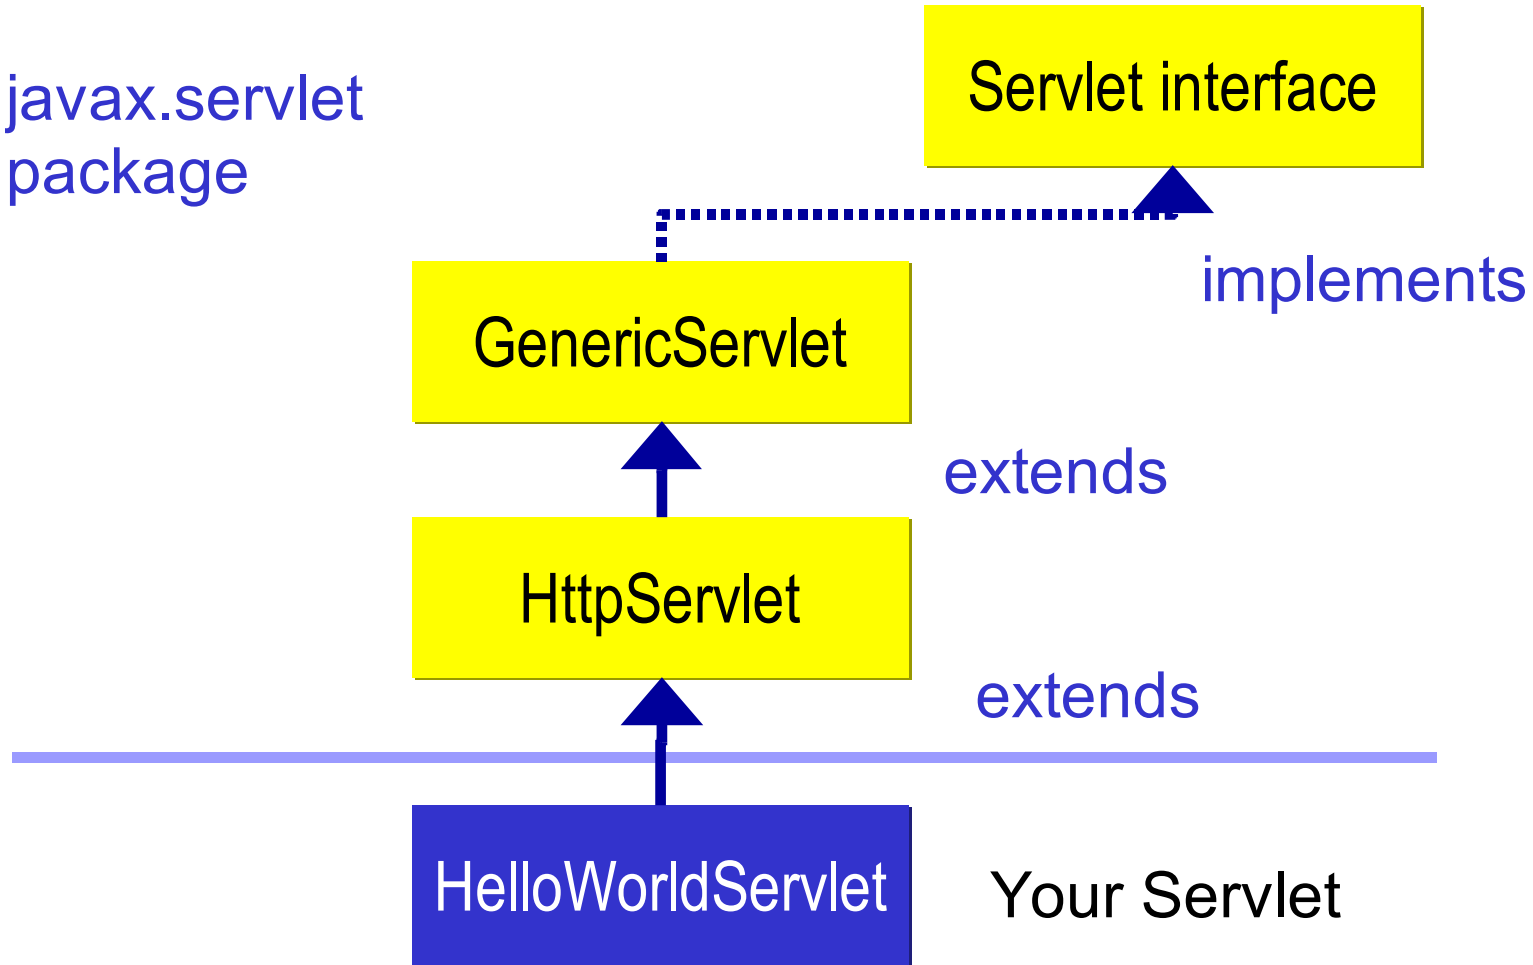 javax.servlet
package
Servlet interface
implements
GenericServlet
extends
HttpServlet
extends
HelloWorldServlet
Your Servlet